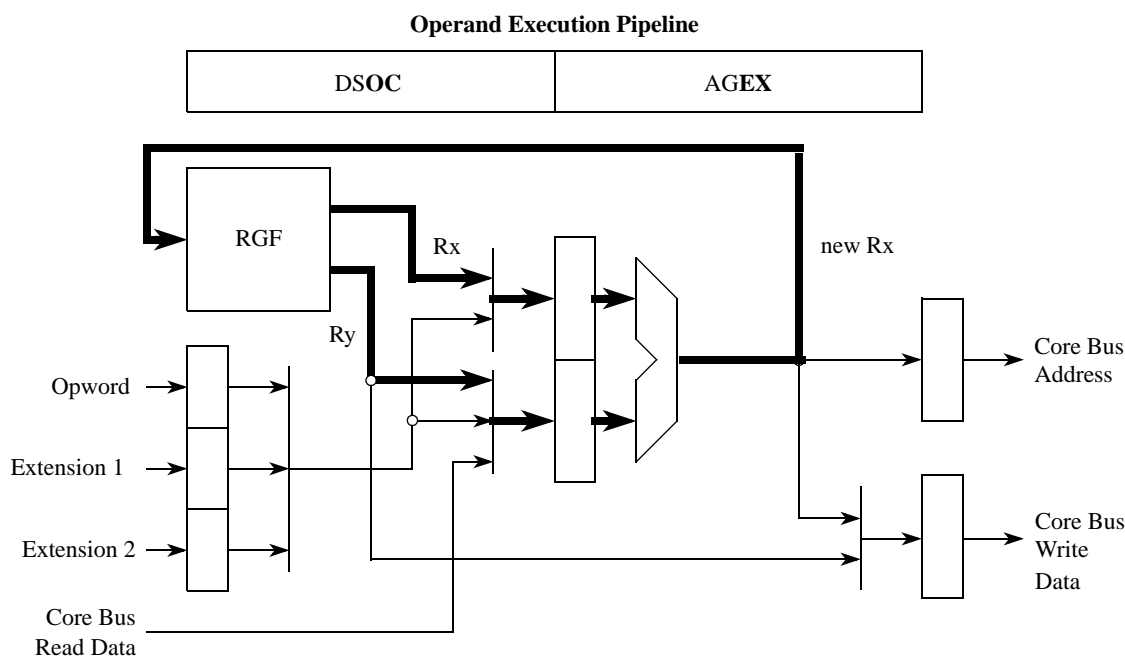 Operand Execution Pipeline
DSOC
AGEX
RGF
Rx
new Rx
Ry
Core Bus
Address
Opword
Extension 1
Extension 2
Core Bus
Write
Data
Core Bus
Read Data